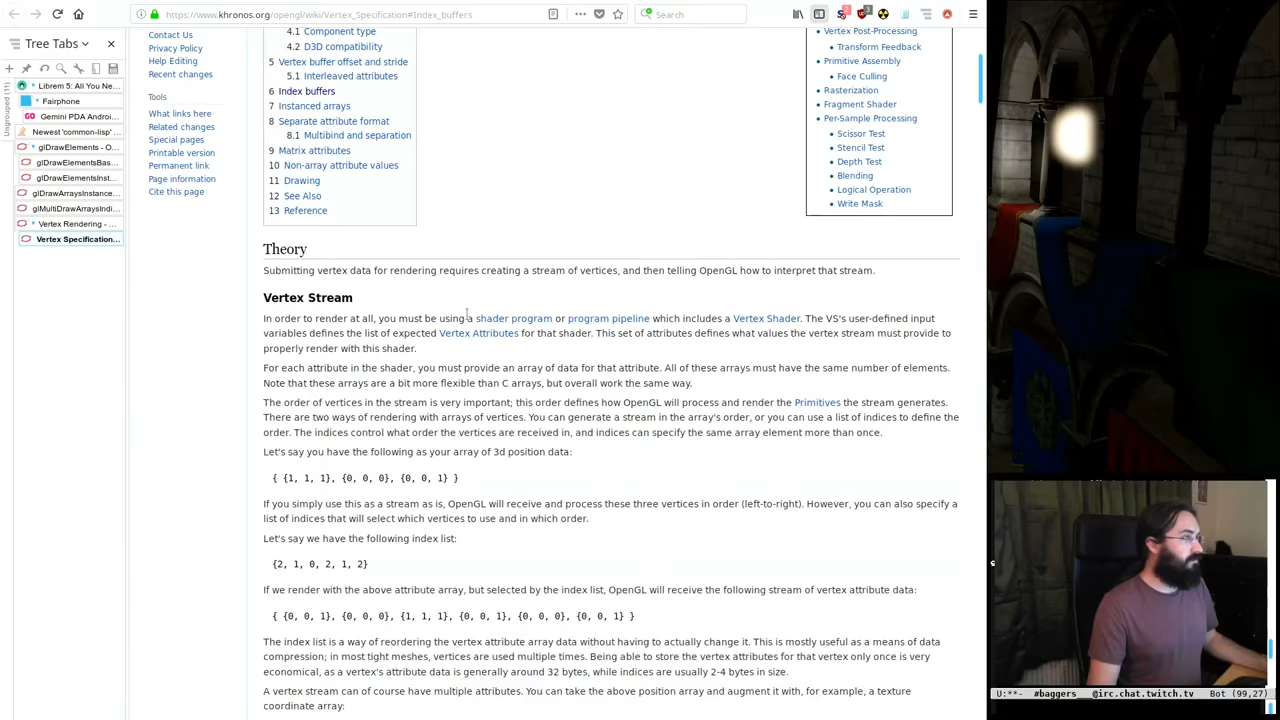 https://www.khronos.org/opengl/wiki/Vertex_Specification#Index_buffers
Search
Tree Tabs
Ungrouped (11)
Librem 5: All You Ne...
Fairphone
Gemini PDA Androi...
Newest 'common-lisp' ...
glDrawElements - O...
glDrawElementsBas...
glDrawElementsInst...
glDrawArraysInstance...
glMultiDrawArraysIndi...
Vertex Rendering - ...
Vertex Specification...
Contact Us
Privacy Policy
Help Editing
Recent changes
Tools
What links here
Related changes
Special pages
Printable version
Permanent link
Page information
Cite this page
4.1 Component type
4.2 D3D compatibility
5 Vertex buffer offset and stride
5.1 Interleaved attributes
6 Index buffers
7 Instanced arrays
8 Separate attribute format
8.1 Multibind and separation
9 Matrix attributes
10 Non-array attribute values
11 Drawing
12 See Also
13 Reference
• Vertex Post-Processing
• Transform Feedback
• Primitive Assembly
• Face Culling
• Rasterization
• Fragment Shader
• Per-Sample Processing
• Scissor Test
• Stencil Test
• Depth Test
• Blending
• Logical Operation
• Write Mask
Theory
Submitting vertex data for rendering requires creating a stream of vertices, and then telling OpenGL how to interpret that stream.
Vertex Stream
In order to render at all, you must be using a shader program or program pipeline which includes a Vertex Shader. The VS's user-defined input
variables defines the list of expected Vertex Attributes for that shader. This set of attributes defines what values the vertex stream must provide to
properly render with this shader.
For each attribute in the shader, you must provide an array of data for that attribute. All of these arrays must have the same number of elements.
Note that these arrays are a bit more flexible than C arrays, but overall work the same way.
The order of vertices in the stream is very important; this order defines how OpenGL will process and render the Primitives the stream generates.
There are two ways of rendering with arrays of vertices. You can generate a stream in the array's order, or you can use a list of indices to define the
order. The indices control what order the vertices are received in, and indices can specify the same array element more than once.
Let's say you have the following as your array of 3d position data:
{ {1, 1, 1}, {0, 0, 0}, {0, 0, 1} }
If you simply use this as a stream as is, OpenGL will receive and process these three vertices in order (left-to-right). However, you can also specify a
list of indices that will select which vertices to use and in which order.
Let's say we have the following index list:
{2, 1, 0, 2, 1, 2}
If we render with the above attribute array, but selected by the index list, OpenGL will receive the following stream of vertex attribute data:
{ {0, 0, 1}, {0, 0, 0}, {1, 1, 1}, {0, 0, 1}, {0, 0, 0}, {0, 0, 1} }
The index list is a way of reordering the vertex attribute array data without having to actually change it. This is mostly useful as a means of data
compression; in most tight meshes, vertices are used multiple times. Being able to store the vertex attributes for that vertex only once is very
economical, as a vertex's attribute data is generally around 32 bytes, while indices are usually 2-4 bytes in size.
A vertex stream can of course have multiple attributes. You can take the above position array and augment it with, for example, a texture
coordinate array:
U:**- #baggers___@irc.chat.twitch.tv Bot (99,27)